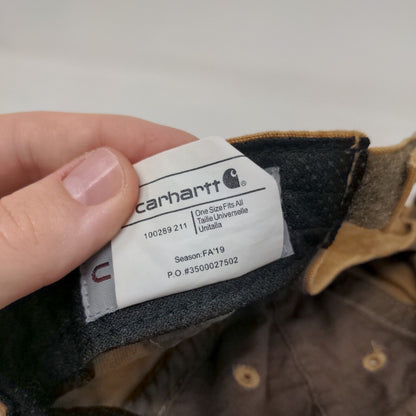 carhartt
100289 211
One Size Fits All
Taille Universelle
Unitalla
Season:FA'19
P.O.#3500027502